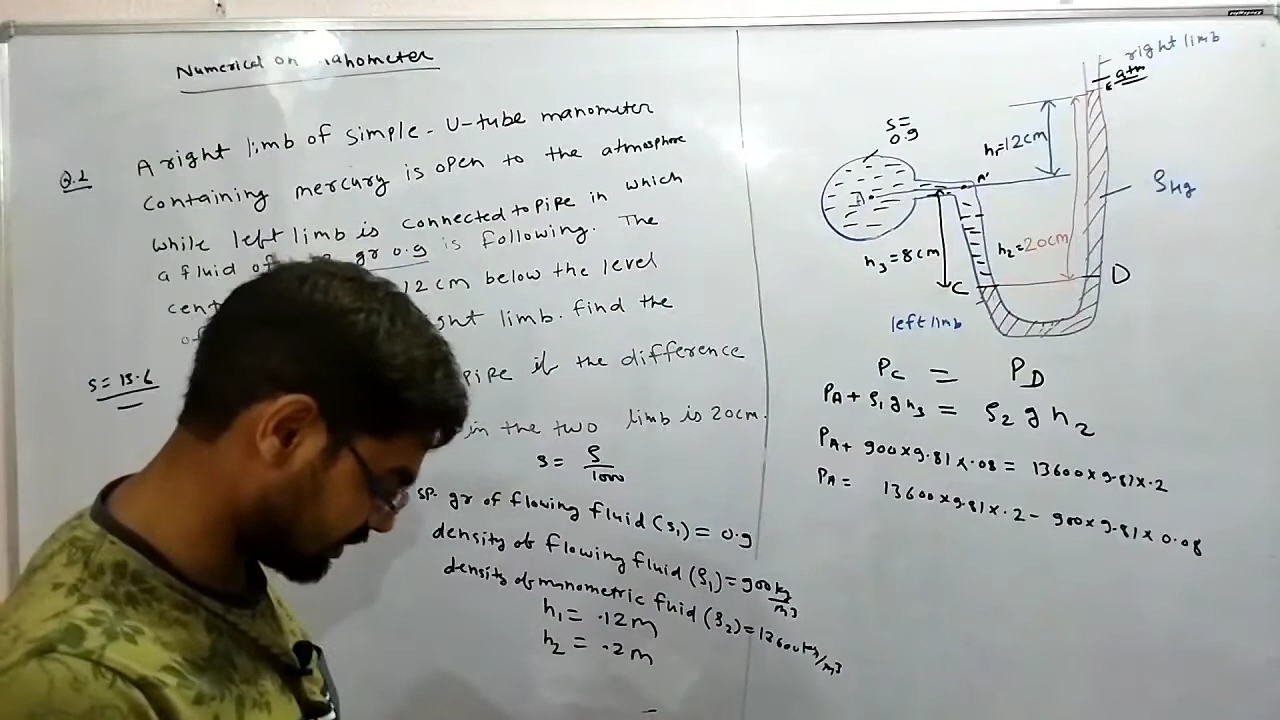 Numerical on
Q.1
A right limb of simple - U-tube manometer
containing mercury is open to the atmosphere
while left limb is connected to pipe in which
a fluid of gr 0.9 is following. The
12 cm below the level
limb. find the
S = 13.6
pipe if the difference
in the two limb is 20cm.
S = ρ/1000
SP. gr of flowing fluid (S1) = 0.9
density of flowing fluid (ρ1) = 900 kg/m3
density of manometric fuid (ρ2) = 13600 kg/m3
h1 = .12m
h2 = .2m
right limb
atm
S=
0.9
h1=12cm
A'
A
ρHg
h3=8cm
h2=20cm
C
D
left limb
PC = PD
PA + ρ1 g h3 = ρ2 g h2
PA + 900 x 9.81 x .08 = 13600 x 9.81 x .2
PA = 13600 x 9.81 x .2 - 900 x 9.81 x 0.08